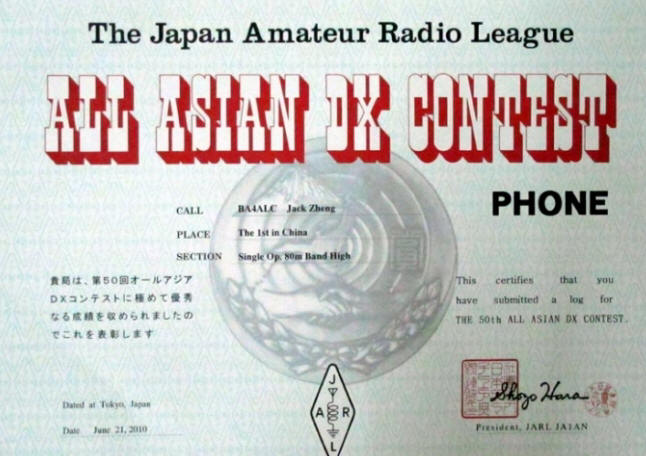 The Japan Amateur Radio League
ALL ASIAN DX CONTEST
PHONE
CALL BA4ALC Jack Zheng
PLACE The 1st in China
SECTION Single Op, 80m Band High
貴局は、第50回オールアジア
DXコンテストに極めて優秀
なる成績を収められましたの
でこれを表彰します
This certifies that you
have submitted a log for
THE 50th ALL ASIAN DX CONTEST.
Dated at Tokyo, Japan
Date June 21, 2010
J
A R
L
Shozo Hara
President, JARL JA1AN